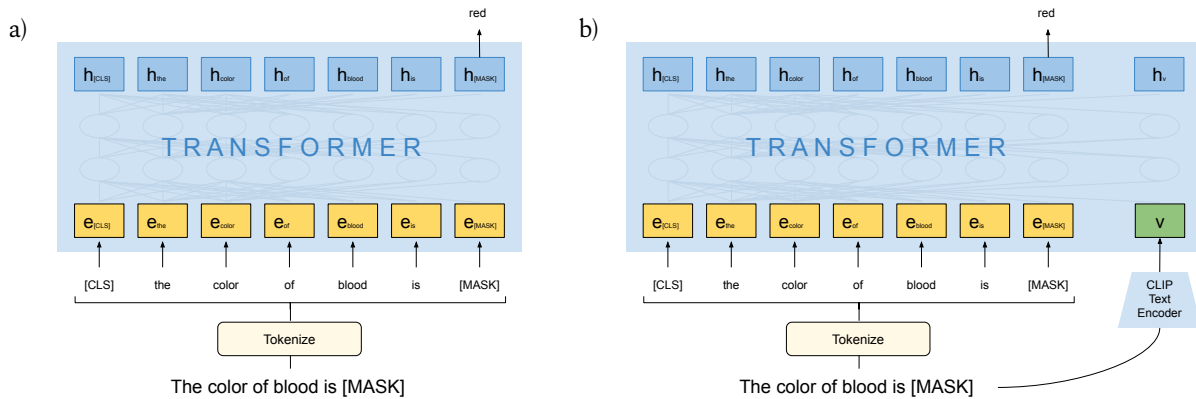 a)
red
h[CLS] hthe hcolor hof hblood his h[MASK]
TRANSFORMER
e[CLS] ethe ecolor eof eblood eis e[MASK]
[CLS] the color of blood is [MASK]
Tokenize
The color of blood is [MASK]
b)
red
h[CLS] hthe hcolor hof hblood his h[MASK] hv
TRANSFORMER
e[CLS] ethe ecolor eof eblood eis e[MASK] v
[CLS] the color of blood is [MASK]
CLIP
Text
Encoder
Tokenize
The color of blood is [MASK]